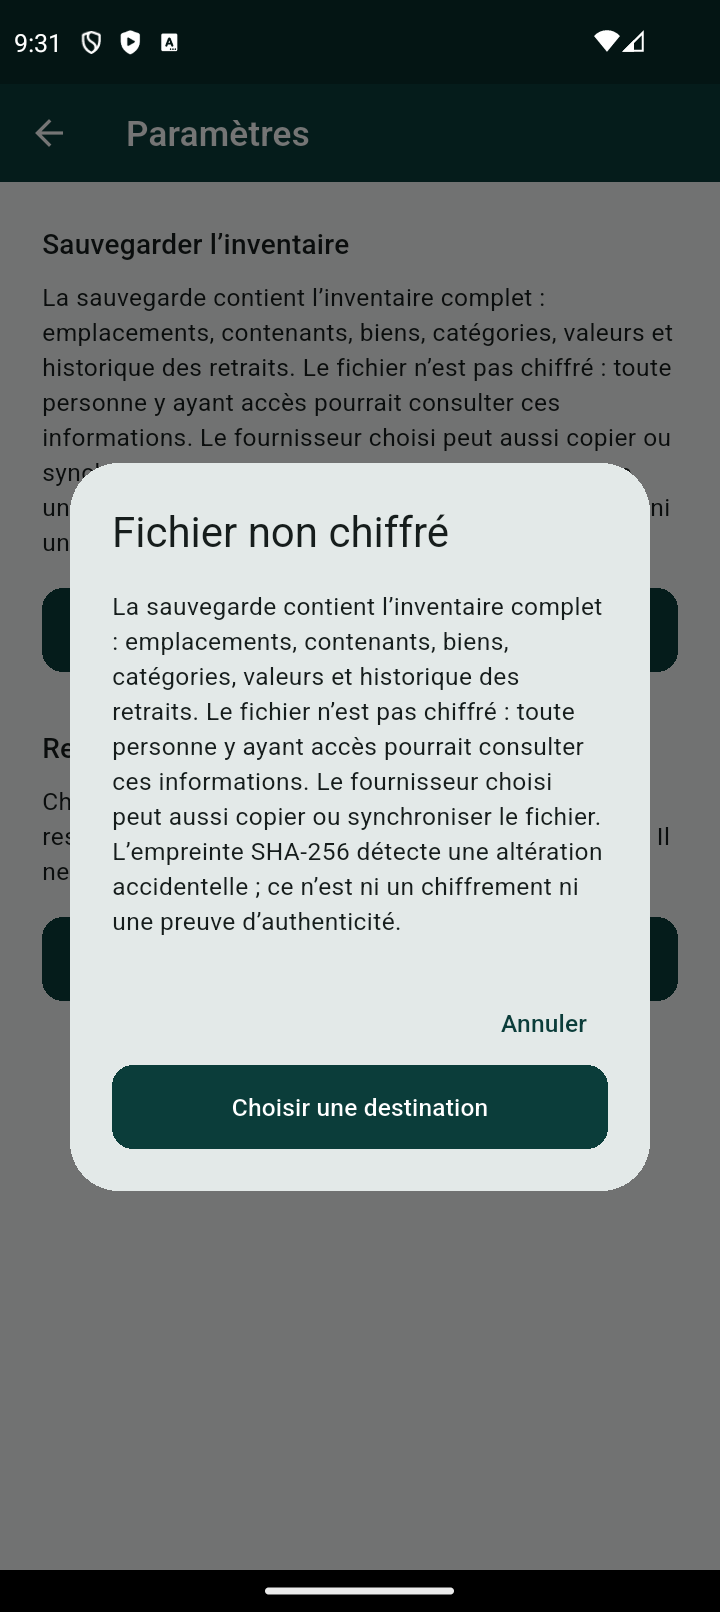 9:31
Paramètres
Sauvegarder l’inventaire
La sauvegarde contient l’inventaire complet :
emplacements, contenants, biens, catégories, valeurs et
historique des retraits. Le fichier n’est pas chiffré : toute
personne y ayant accès pourrait consulter ces
informations. Le fournisseur choisi peut aussi copier ou
Fichier non chiffré
La sauvegarde contient l’inventaire complet
: emplacements, contenants, biens,
catégories, valeurs et historique des
retraits. Le fichier n’est pas chiffré : toute
personne y ayant accès pourrait consulter
ces informations. Le fournisseur choisi
peut aussi copier ou synchroniser le fichier.
L’empreinte SHA-256 détecte une altération
accidentelle ; ce n’est ni un chiffrement ni
une preuve d’authenticité.
Annuler
Choisir une destination